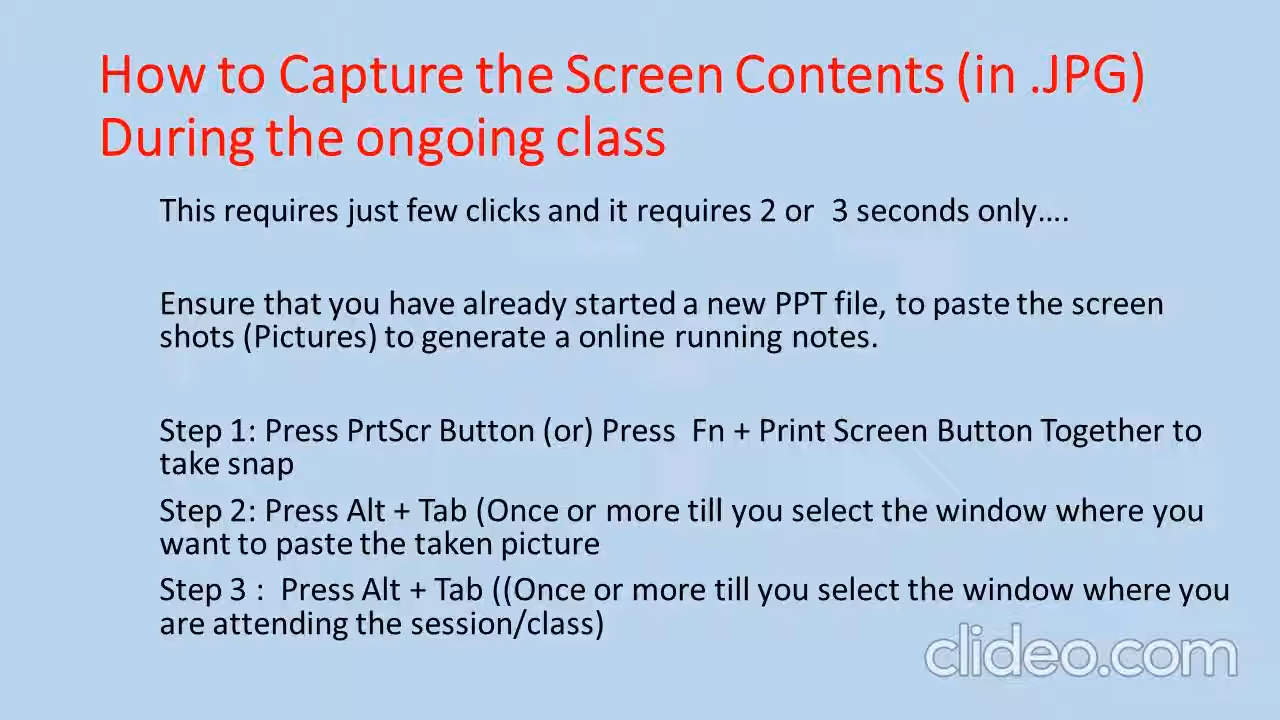 How to Capture the Screen Contents (in .JPG)
During the ongoing class
This requires just few clicks and it requires 2 or  3 seconds only....
Ensure that you have already started a new PPT file, to paste the screen
shots (Pictures) to generate a online running notes.
Step 1: Press PrtScr Button (or) Press  Fn + Print Screen Button Together to
take snap
Step 2: Press Alt + Tab (Once or more till you select the window where you
want to paste the taken picture
Step 3 :  Press Alt + Tab ((Once or more till you select the window where you
are attending the session/class)
clideo.com